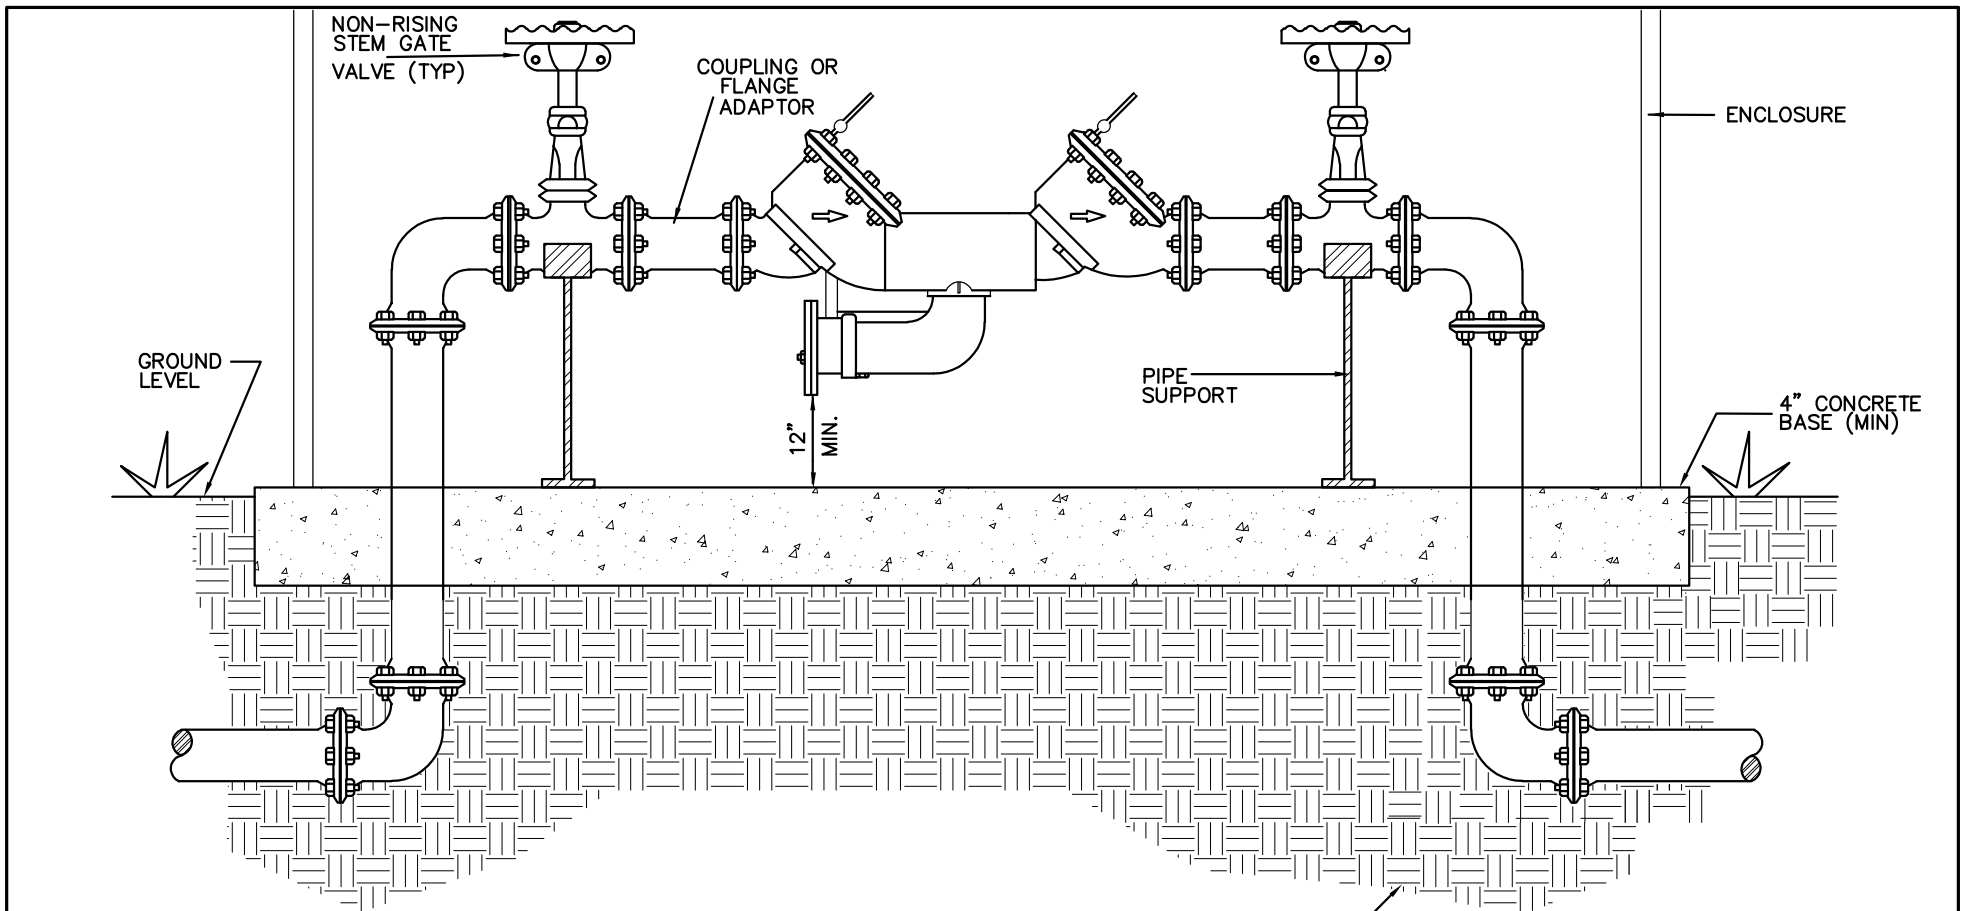 NON-RISING
STEM GATE
VALVE (TYP)
COUPLING OR
FLANGE
ADAPTOR
ENCLOSURE
GROUND
LEVEL
PIPE
SUPPORT
4" CONCRETE
BASE (MIN)
12"
MIN.